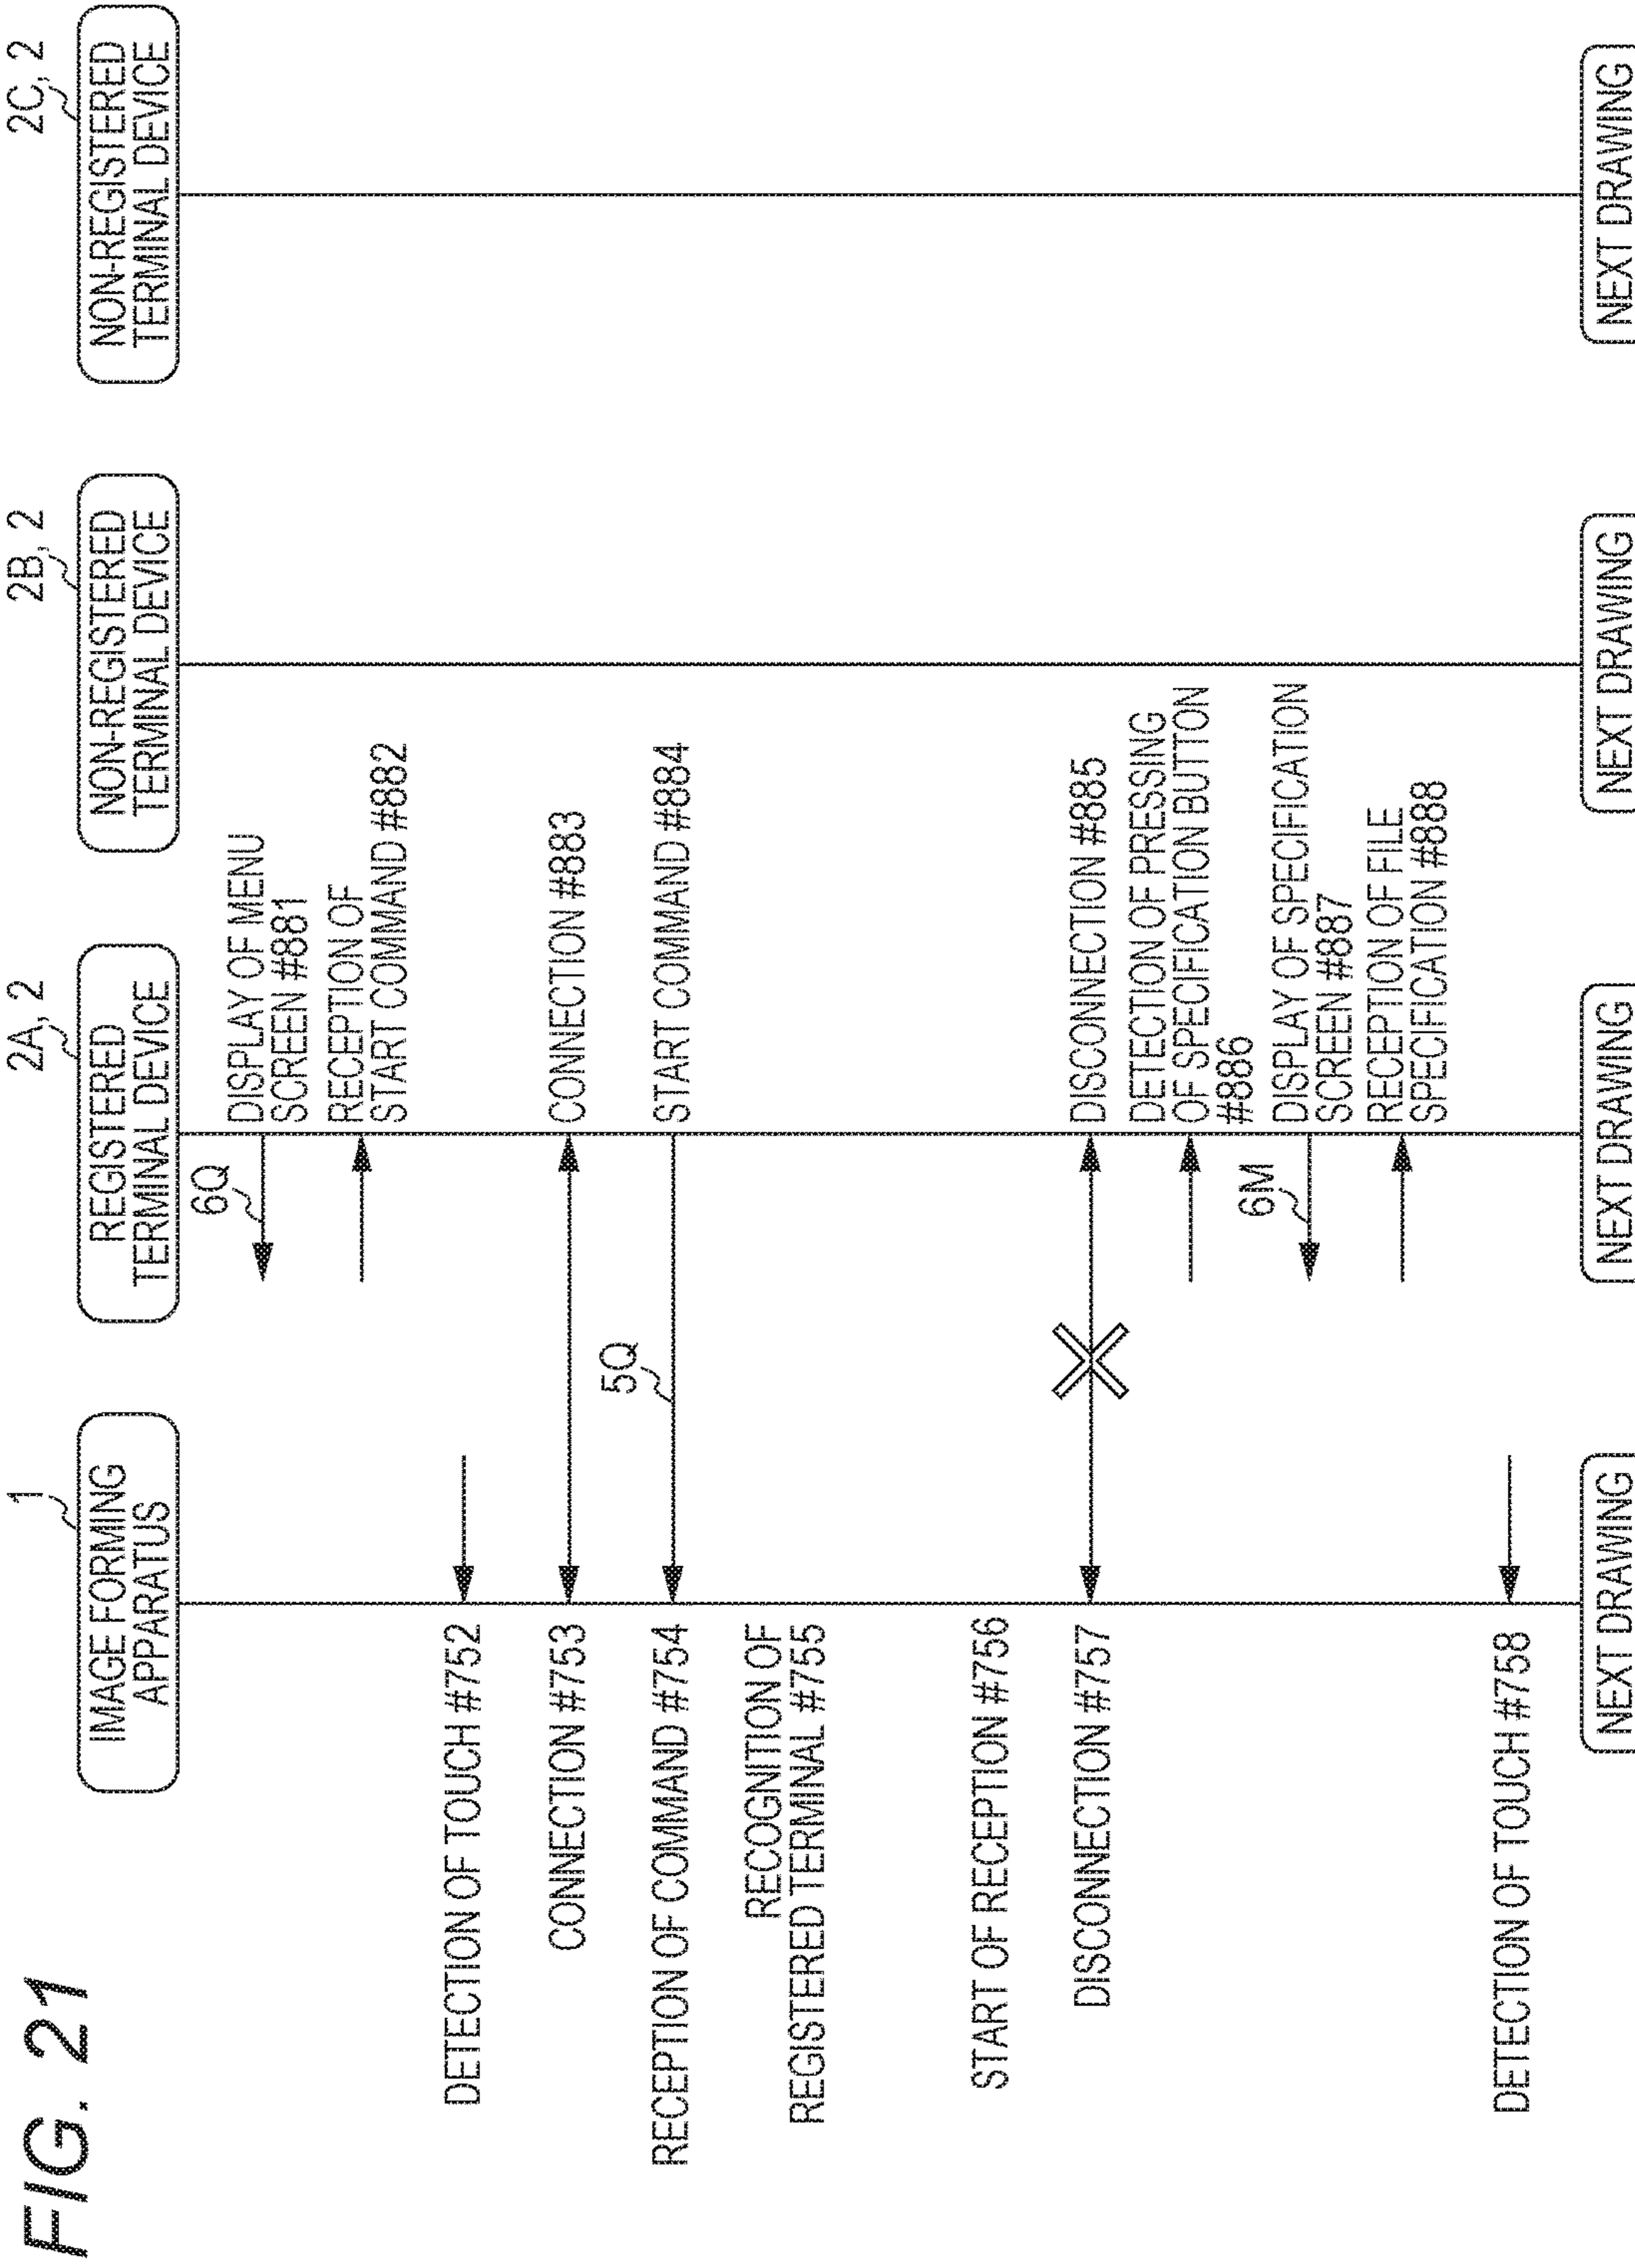 FIG. 21
1
IMAGE FORMING
APPARATUS
2A, 2
REGISTERED
TERMINAL DEVICE
2B, 2
NON-REGISTERED
TERMINAL DEVICE
2C, 2
NON-REGISTERED
TERMINAL DEVICE
6Q
DISPLAY OF MENU
SCREEN #881
RECEPTION OF
START COMMAND #882
DETECTION OF TOUCH #752
CONNECTION #753
CONNECTION #883
RECEPTION OF COMMAND #754
5Q
START COMMAND #884
RECOGNITION OF
REGISTERED TERMINAL #755
START OF RECEPTION #756
DISCONNECTION #757
DISCONNECTION #885
DETECTION OF PRESSING
OF SPECIFICATION BUTTON
#886
6M
DISPLAY OF SPECIFICATION
SCREEN #887
RECEPTION OF FILE
SPECIFICATION #888
DETECTION OF TOUCH #758
NEXT DRAWING
NEXT DRAWING
NEXT DRAWING
NEXT DRAWING